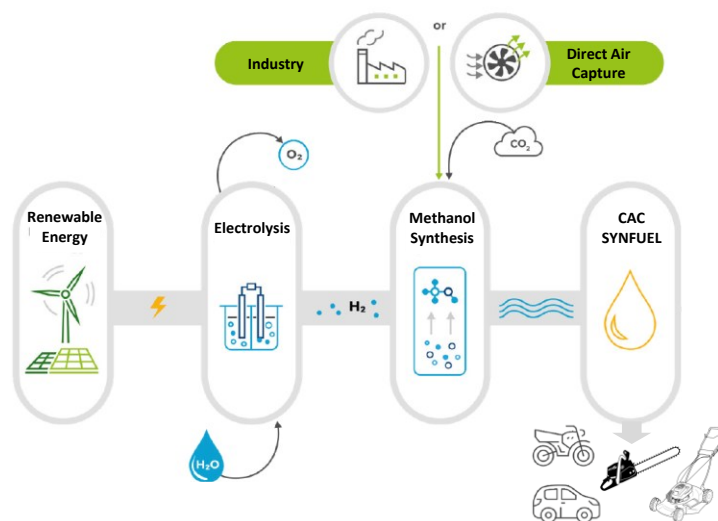 or
Industry
Direct Air
Capture
O₂
CO₂
Renewable
Energy
Electrolysis
Methanol
Synthesis
CAC
SYNFUEL
H₂
H₂O